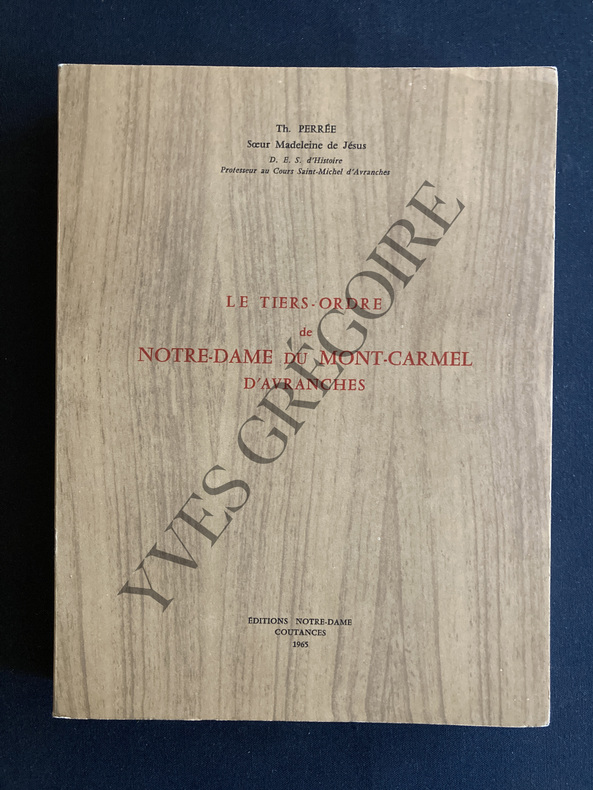 Th. PERRÉE
Sœur Madeleine de Jésus
D. E. S. d'Histoire
Professeur au Cours Saint-Michel d'Avranches
LE TIERS-ORDRE
de
NOTRE-DAME DU MONT-CARMEL
D'AVRANCHES
YVES GRÉGOIRE
ÉDITIONS NOTRE-DAME
COUTANCES
1965